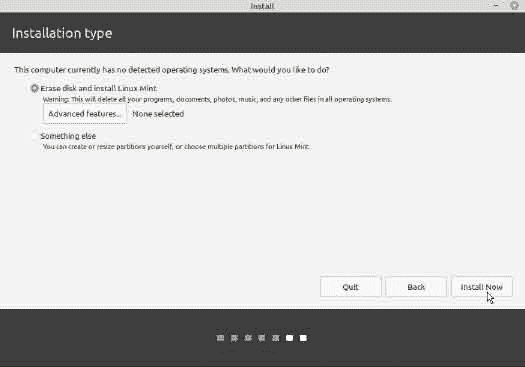 Install
Installation type
This computer currently has no detected operating systems. What would you like to do?
Erase disk and install Linux Mint
Warning: This will delete all your programs, documents, photos, music, and any other files in all operating systems.
Advanced features... None selected
Something else
You can create or resize partitions yourself, or choose multiple partitions for Linux Mint.
Quit Back Install Now